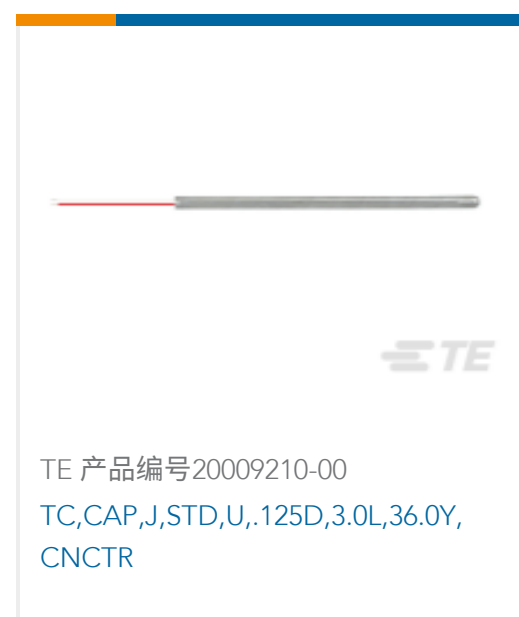 TE
TE 产品编号20009210-00
TC,CAP,J,STD,U,.125D,3.0L,36.0Y,
CNCTR